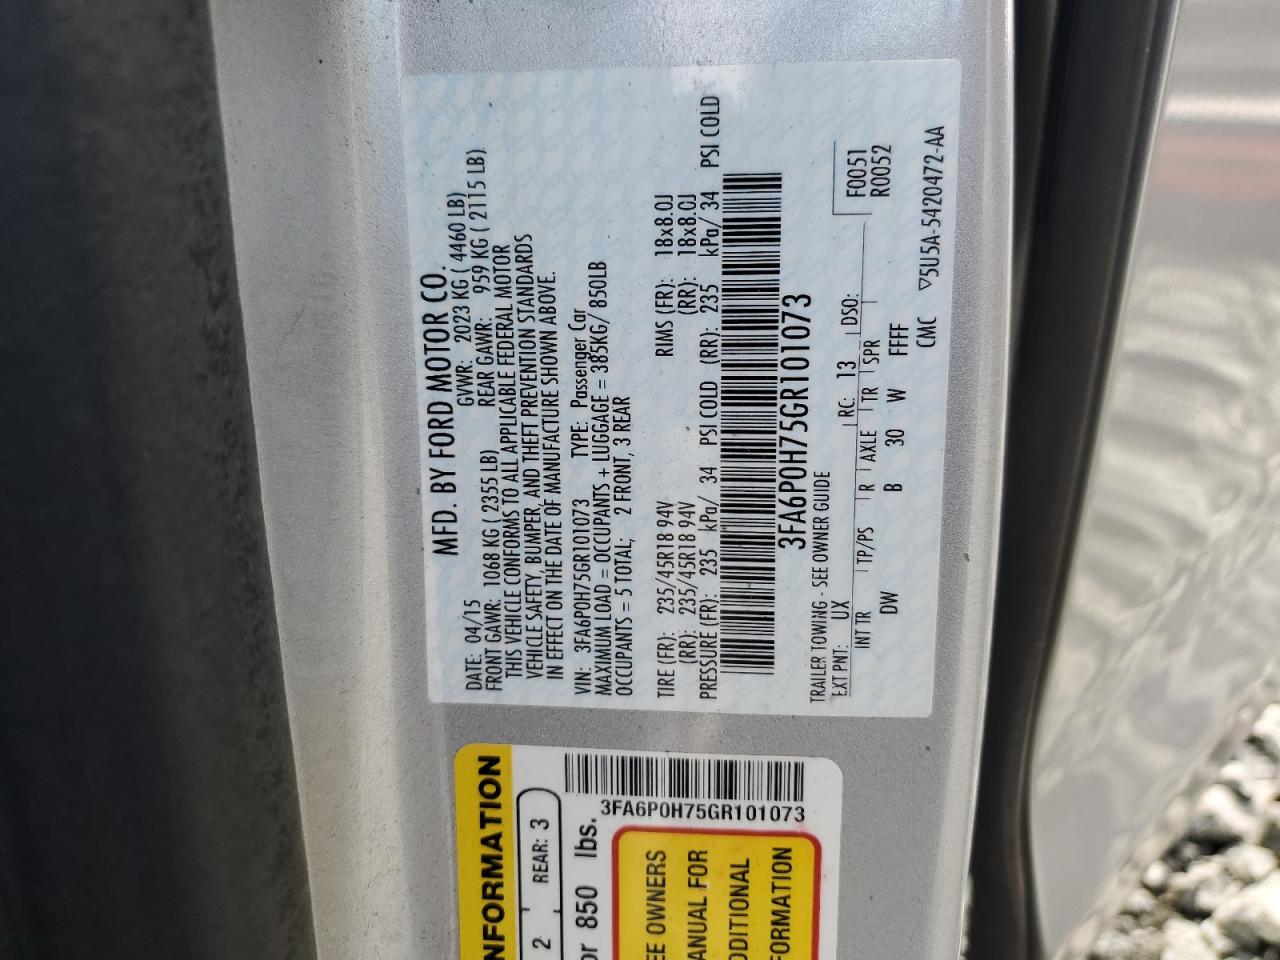 MFD. BY FORD MOTOR CO.
DATE: 04/15 GVWR: 2023 KG ( 4460 LB)
FRONT GAWR: 1068 KG ( 2355 LB) REAR GAWR: 959 KG ( 2115 LB)
THIS VEHICLE CONFORMS TO ALL APPLICABLE FEDERAL MOTOR
VEHICLE SAFETY, BUMPER, AND THEFT PREVENTION STANDARDS
IN EFFECT ON THE DATE OF MANUFACTURE SHOWN ABOVE.
VIN: 3FA6P0H75GR101073 TYPE: Passenger Car
MAXIMUM LOAD = OCCUPANTS + LUGGAGE = 385KG/ 850LB
OCCUPANTS = 5 TOTAL; 2 FRONT, 3 REAR
TIRE (FR): 235/45R18 94V RIMS (FR): 18x8.0J
(RR): 235/45R18 94V (RR): 18x8.0J
PRESSURE (FR): 235 kPa/ 34 PSI COLD (RR): 235 kPa/ 34 PSI COLD
3FA6P0H75GR101073
TRAILER TOWING - SEE OWNER GUIDE
F0051
R0052
EXT PNT: UX RC: 13 DSO:
INT TR TP/PS R AXLE TR SPR
DW B 30 W FFFF
CMC ▽5U5A-5420472-AA
NFORMATION
2 REAR: 3
or 850 lbs.
3FA6P0H75GR101073
EE OWNERS
ANUAL FOR
DDITIONAL
FORMATION